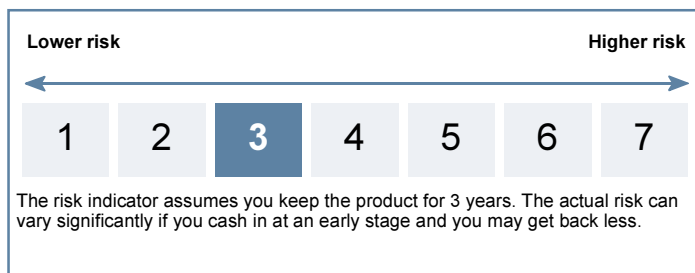 Lower risk Higher risk
1 2 3 4 5 6 7
The risk indicator assumes you keep the product for 3 years. The actual risk can
vary significantly if you cash in at an early stage and you may get back less.